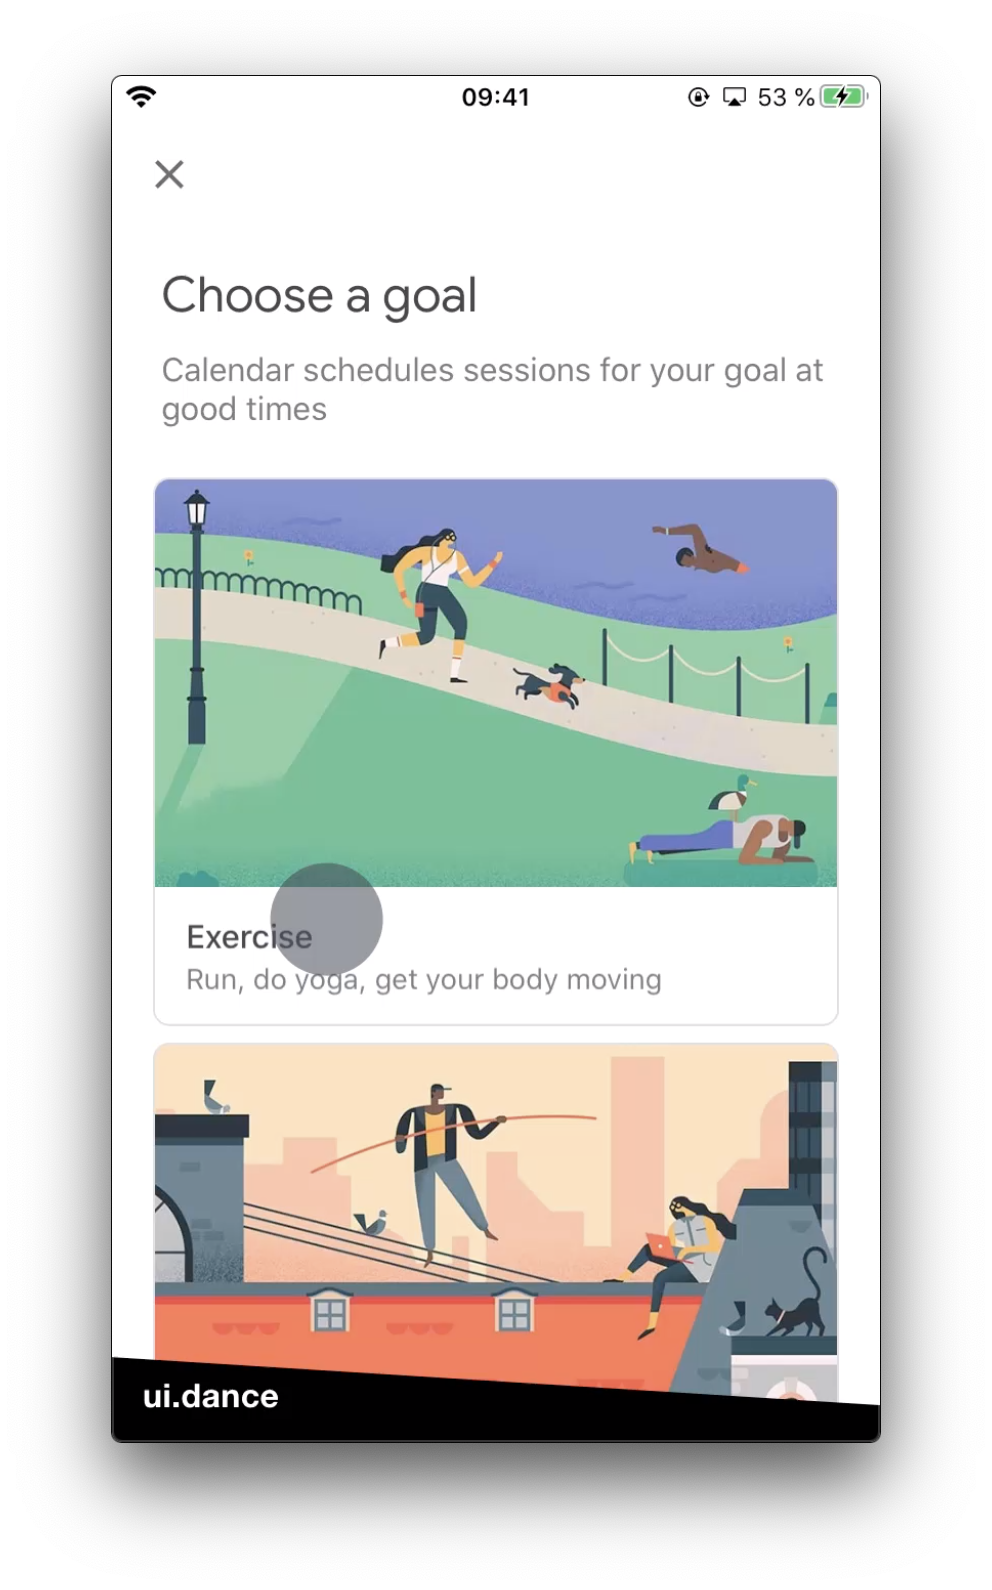 09:41
53 %
Choose a goal
Calendar schedules sessions for your goal at
good times
Exercise
Run, do yoga, get your body moving
ui.dance